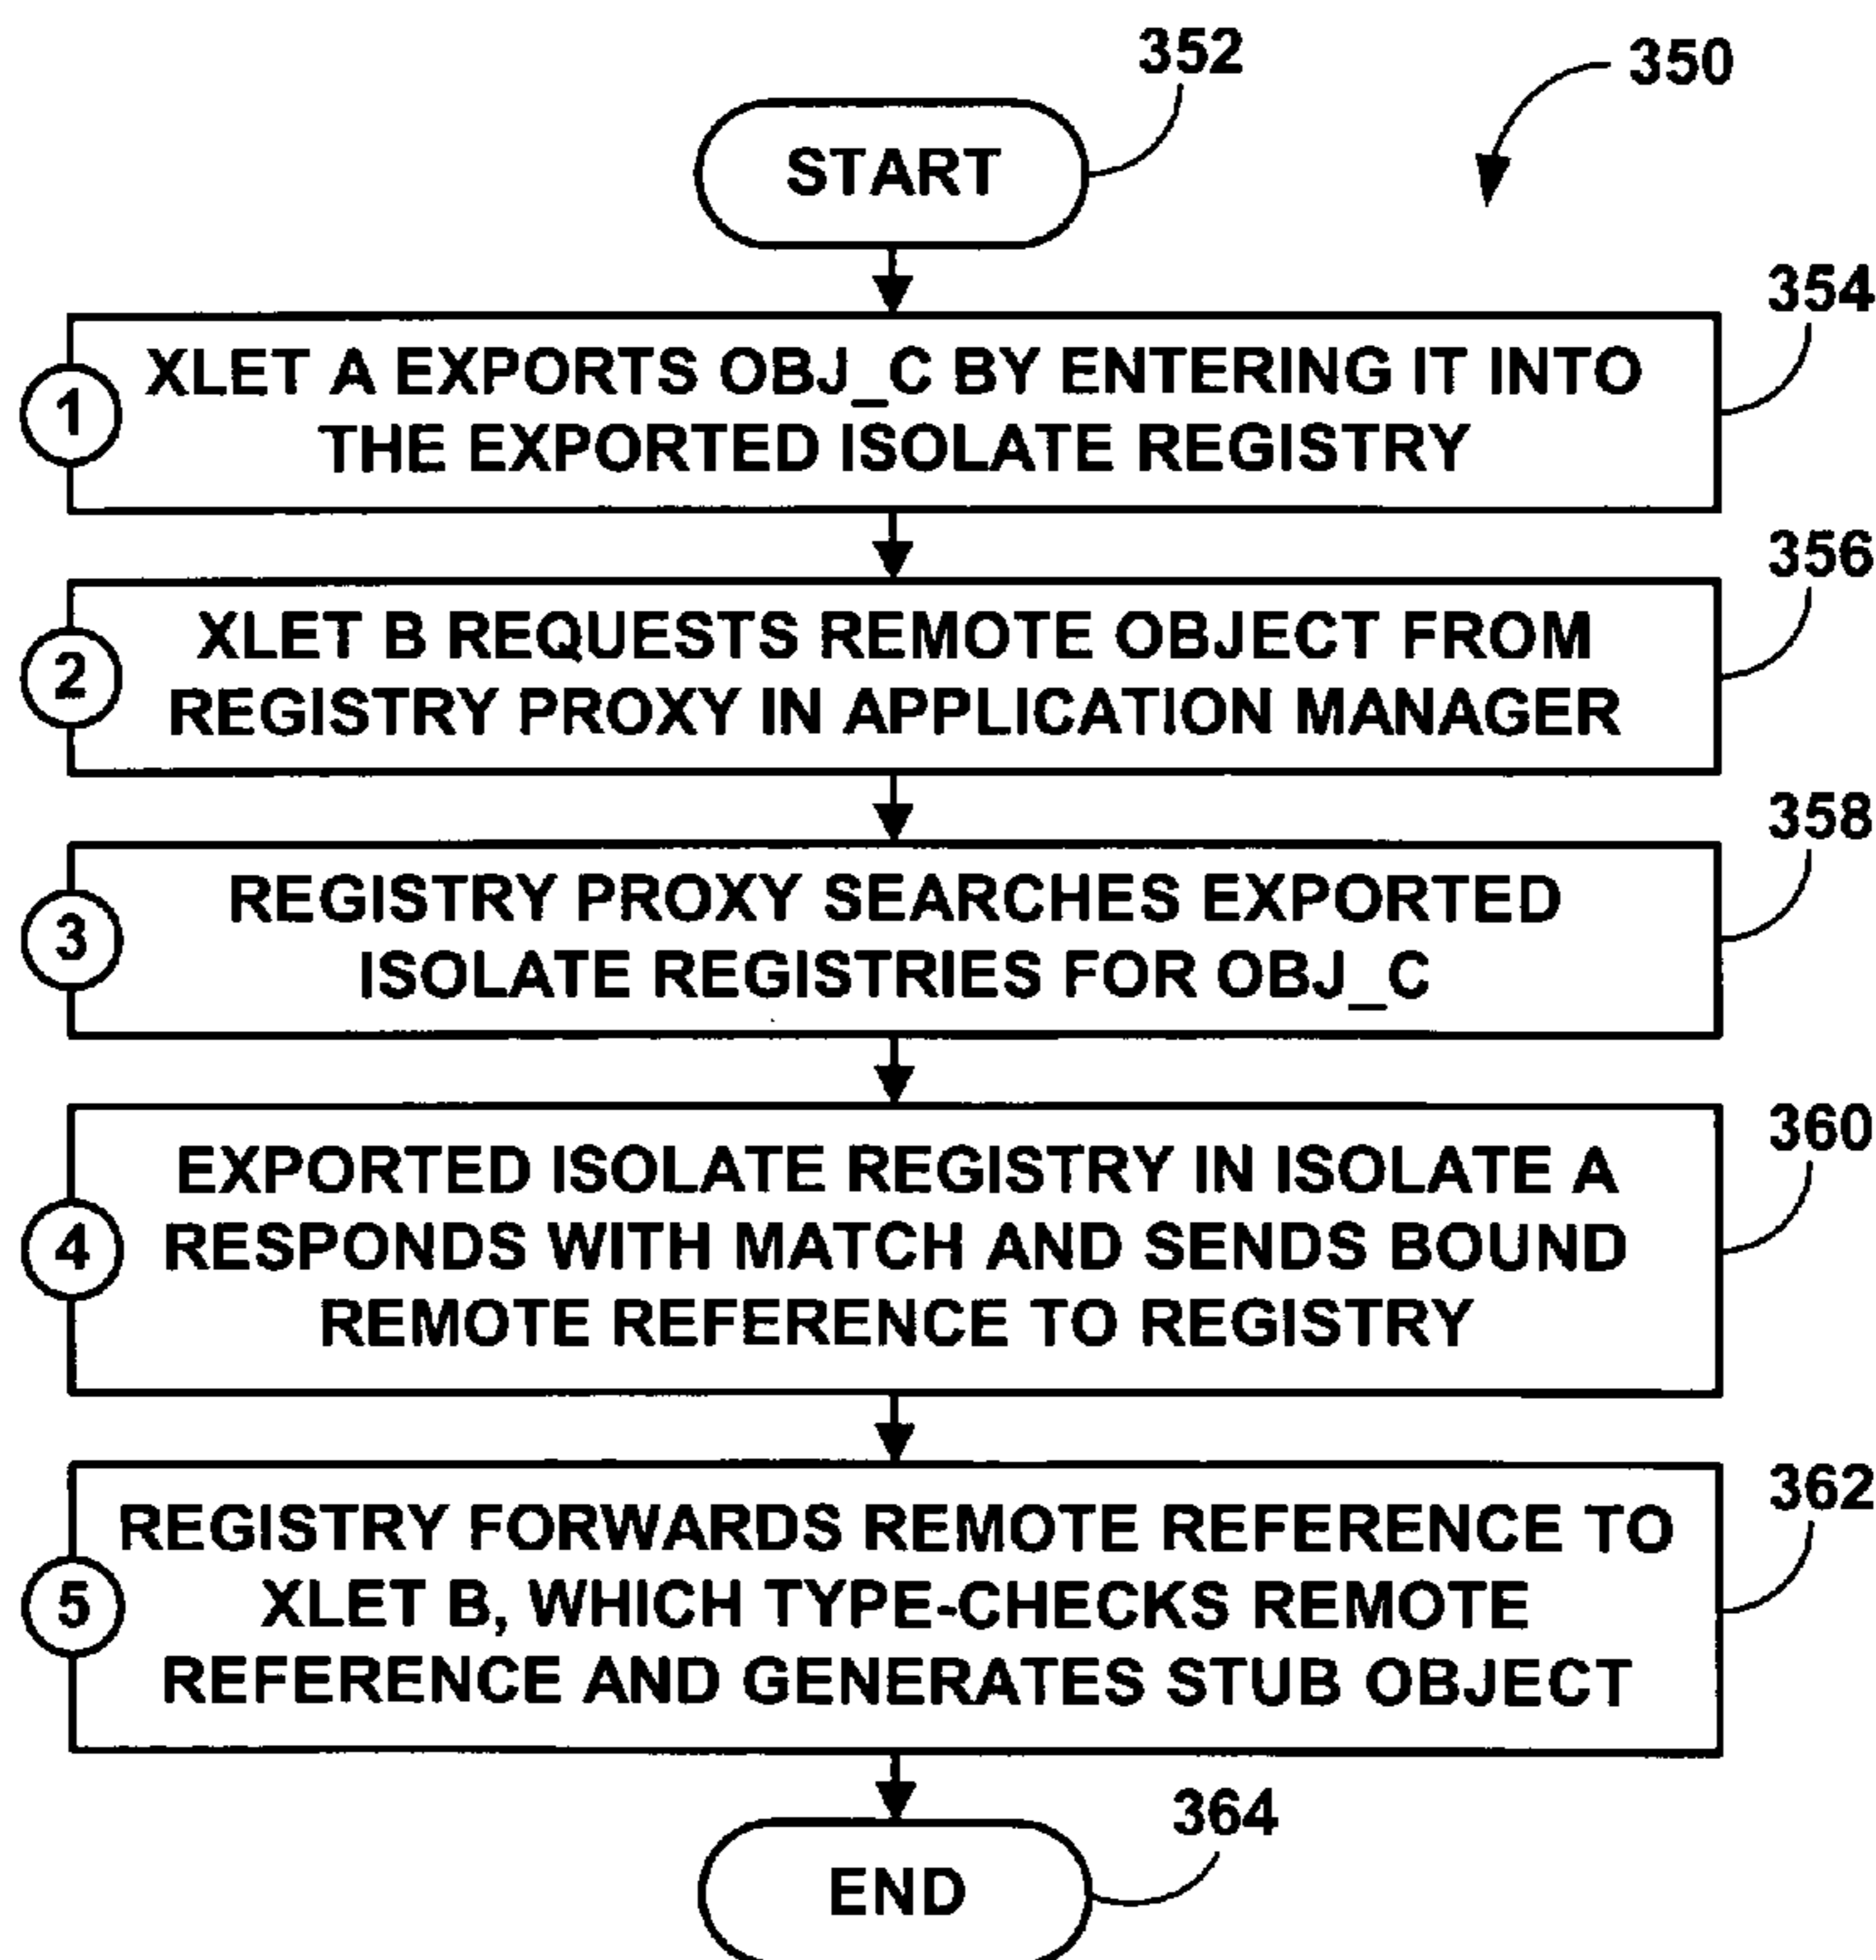 352
350
START
354
1
XLET A EXPORTS OBJ_C BY ENTERING IT INTO
THE EXPORTED ISOLATE REGISTRY
356
2
XLET B REQUESTS REMOTE OBJECT FROM
REGISTRY PROXY IN APPLICATION MANAGER
358
3
REGISTRY PROXY SEARCHES EXPORTED
ISOLATE REGISTRIES FOR OBJ_C
360
4
EXPORTED ISOLATE REGISTRY IN ISOLATE A
RESPONDS WITH MATCH AND SENDS BOUND
REMOTE REFERENCE TO REGISTRY
362
5
REGISTRY FORWARDS REMOTE REFERENCE TO
XLET B, WHICH TYPE-CHECKS REMOTE
REFERENCE AND GENERATES STUB OBJECT
364
END